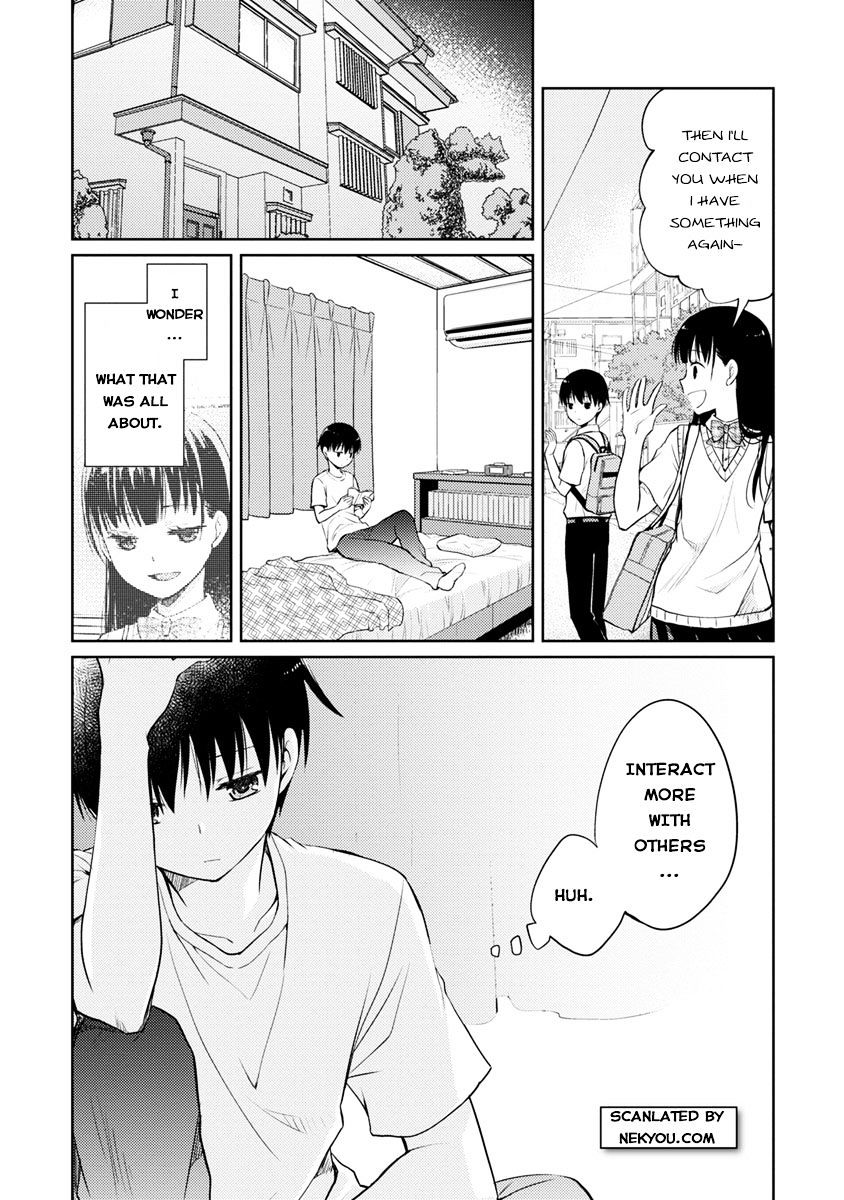 THEN I'LL
CONTACT
YOU WHEN
I HAVE
SOMETHING
AGAIN~
I
WONDER
...
WHAT THAT
WAS ALL
ABOUT.
INTERACT
MORE
WITH
OTHERS
...
HUH.
SCANLATED BY
NEKYOU.COM